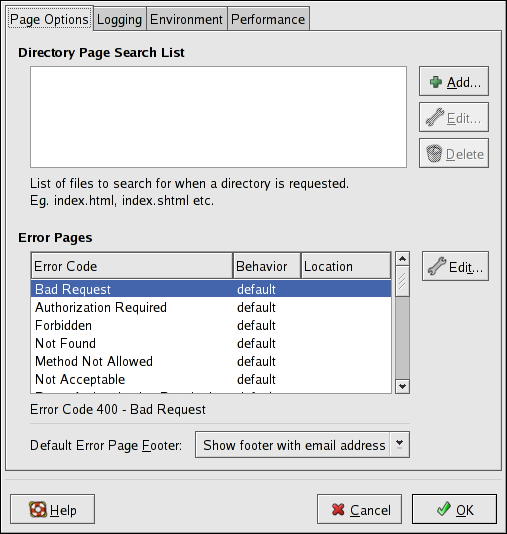 Page Options Logging Environment Performance
Directory Page Search List
Add...
Edit...
Delete
List of files to search for when a directory is requested.
Eg. index.html, index.shtml etc.
Error Pages
Error Code Behavior Location Edit...
Bad Request default
Authorization Required default
Forbidden default
Not Found default
Method Not Allowed default
Not Acceptable default
Error Code 400 - Bad Request
Default Error Page Footer: Show footer with email address
Help Cancel OK